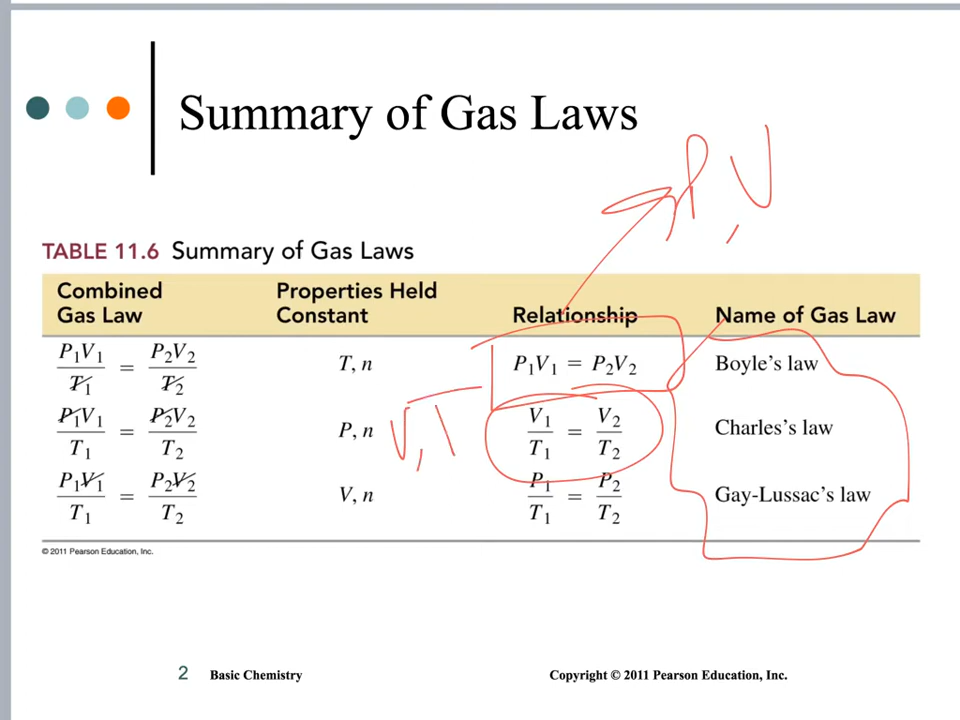 Summary of Gas Laws
P, V
TABLE 11.6 Summary of Gas Laws
Combined Gas Law
Properties Held Constant
Relationship
Name of Gas Law
P₁V₁/T₁ = P₂V₂/T₂
T, n
P₁V₁ = P₂V₂
Boyle's law
P₁V₁/T₁ = P₂V₂/T₂
P, n
V, T
V₁/T₁ = V₂/T₂
Charles's law
P₁V₁/T₁ = P₂V₂/T₂
V, n
P₁/T₁ = P₂/T₂
Gay-Lussac's law
© 2011 Pearson Education, Inc.
2 Basic Chemistry
Copyright © 2011 Pearson Education, Inc.